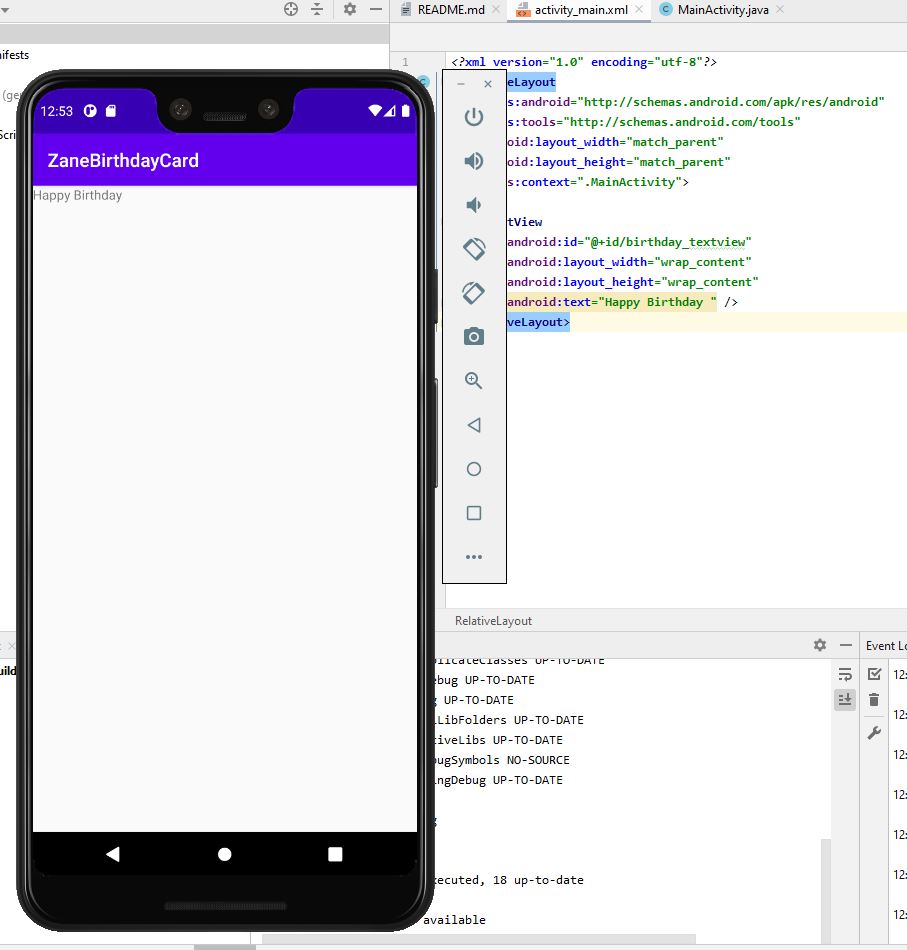 README.md
activity_main.xml
MainActivity.java
nifests
(ge
Scri
12:53
ZaneBirthdayCard
Happy Birthday
1
<?xml version="1.0" encoding="utf-8"?>
eLayout
s:android="http://schemas.android.com/apk/res/android"
s:tools="http://schemas.android.com/tools"
oid:layout_width="match_parent"
oid:layout_height="match_parent"
s:context=".MainActivity">
tView
android:id="@+id/birthday_textview"
android:layout_width="wrap_content"
android:layout_height="wrap_content"
android:text="Happy Birthday " />
veLayout>
RelativeLayout
Event Lo
uild
plicateClasses UP-TO-DATE
ebug UP-TO-DATE
g UP-TO-DATE
iLibFolders UP-TO-DATE
tiveLibs UP-TO-DATE
bugSymbols NO-SOURCE
ingDebug UP-TO-DATE
g
xecuted, 18 up-to-date
available
12:
12:
12:
12:
12:
12:
12: